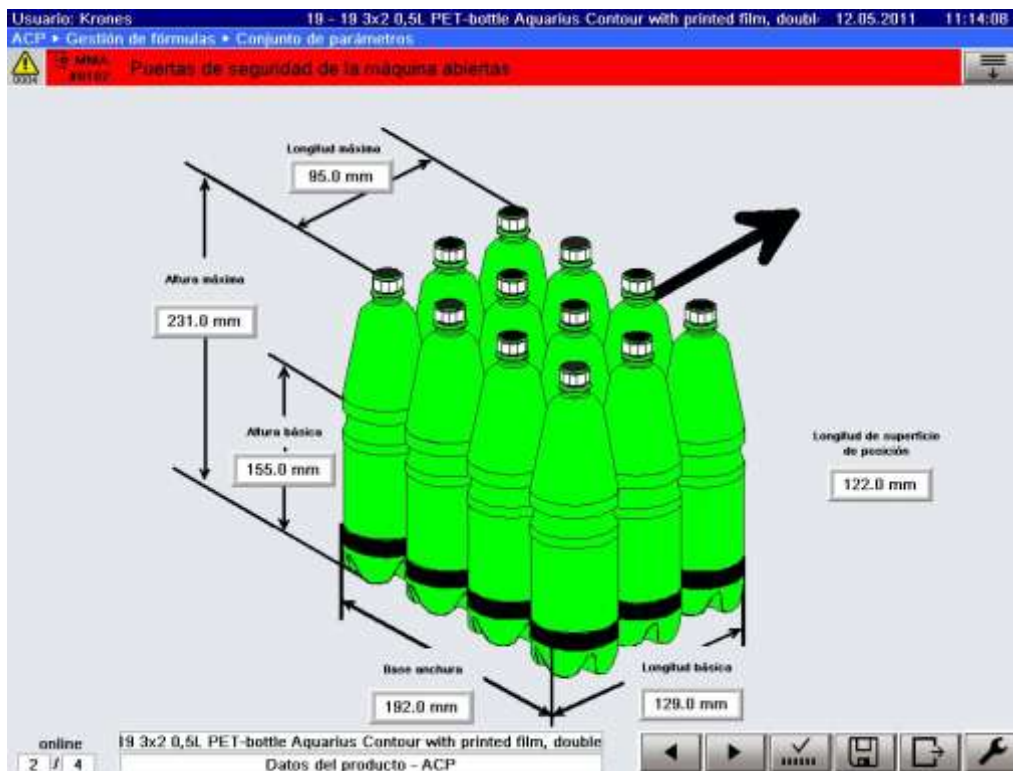 Usuario: Krones 19 - 19 3x2 0,5L PET-bottle Aquarius Contour with printed film, doubl 12.05.2011 11:14:08
ACP ▸ Gestión de fórmulas ▸ Conjunto de parámetros
Puertas de seguridad de la máquina abiertas
0004
Longitud máxima
95.0 mm
Altura máxima
231.0 mm
Altura básica
155.0 mm
Longitud de superficio
de posición
122.0 mm
Base anchura
192.0 mm
Longitud básica
129.0 mm
online
19 3x2 0,5L PET-bottle Aquarius Contour with printed film, double
2 / 4
Datos del producto - ACP